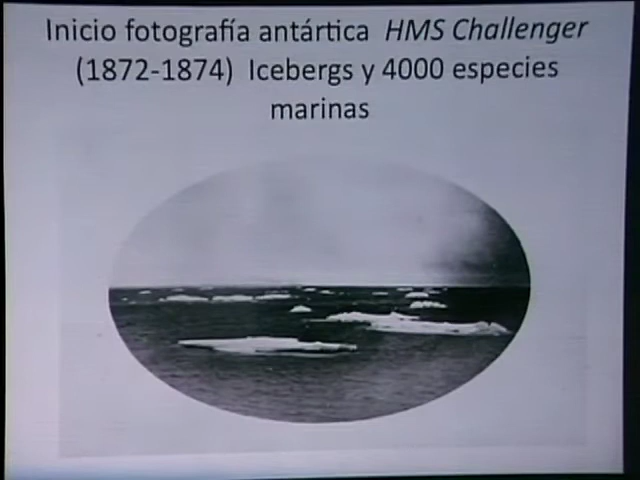 Inicio fotografía antártica HMS Challenger
(1872-1874) Icebergs y 4000 especies
marinas